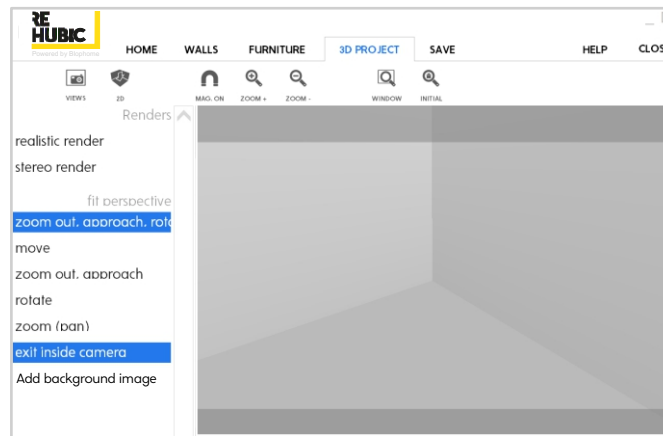 RE
HUBIC
Powered by Bisphoma
HOME WALLS FURNITURE 3D PROJECT SAVE HELP CLOS
VIEWS 2D MAG. ON ZOOM + ZOOM - WINDOW INITIAL
Renders
realistic render
stereo render
fit perspective
zoom out, approach, rot
move
zoom out, approach
rotate
zoom (pan)
exit inside camera
Add background image